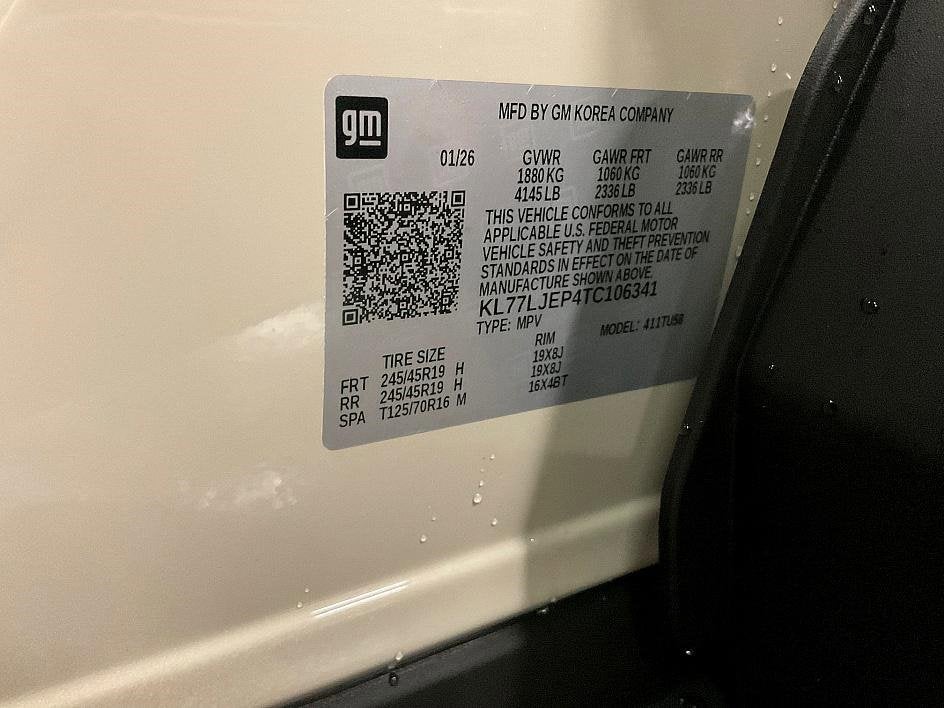 gm
MFD BY GM KOREA COMPANY
01/26 GVWR GAWR FRT GAWR RR
1880 KG 1060 KG 1060 KG
4145 LB 2336 LB 2336 LB
THIS VEHICLE CONFORMS TO ALL
APPLICABLE U.S. FEDERAL MOTOR
VEHICLE SAFETY AND THEFT PREVENTION
STANDARDS IN EFFECT ON THE DATE OF
MANUFACTURE SHOWN ABOVE.
KL77LJEP4TC106341
TYPE: MPV MODEL: 411TU58
TIRE SIZE RIM
FRT 245/45R19 H 19X8J
RR 245/45R19 H 19X8J
SPA T125/70R16 M 16X4BT